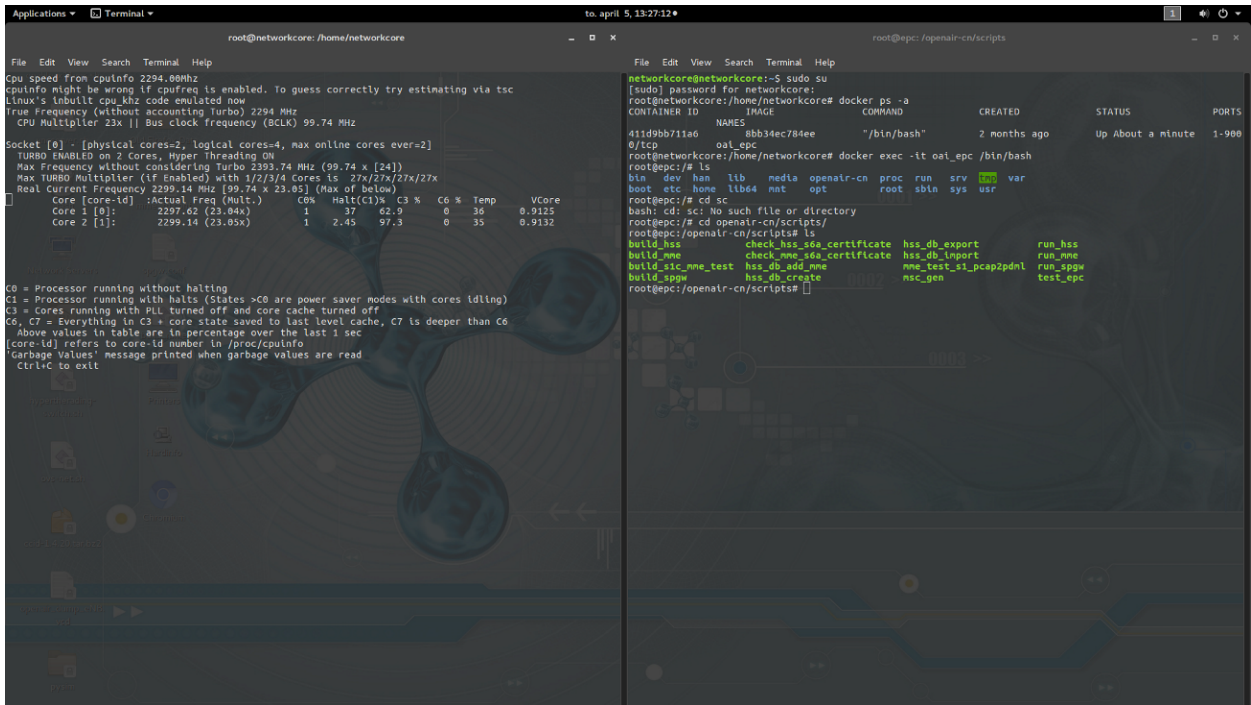 Applications Terminal
to. april 5, 13:27:12
1
root@networkcore: /home/networkcore
File Edit View Search Terminal Help
Cpu speed from cpuinfo 2294.00Mhz
cpuinfo might be wrong if cpufreq is enabled. To guess correctly try estimating via tsc
Linux's inbuilt cpu_khz code emulated now
True Frequency (without accounting Turbo) 2294 MHz
CPU Multiplier 23x || Bus clock frequency (BCLK) 99.74 MHz
Socket [0] - [physical cores=2, logical cores=4, max online cores ever=2]
TURBO ENABLED on 2 Cores, Hyper Threading ON
Max Frequency without considering Turbo 2393.74 MHz (99.74 x [24])
Max TURBO Multiplier (if Enabled) with 1/2/3/4 Cores is 27x/27x/27x/27x
Real Current Frequency 2299.14 MHz [99.74 x 23.05] (Max of below)
Core [core-id] :Actual Freq (Mult.) C0% Halt(C1)% C3 % C6 % Temp VCore
Core 1 [0]: 2297.62 (23.04x) 1 37 62.9 0 36 0.9125
Core 2 [1]: 2299.14 (23.05x) 1 2.45 97.3 0 35 0.9132
C0 = Processor running without halting
C1 = Processor running with halts (States >C0 are power saver modes with cores idling)
C3 = Cores running with PLL turned off and core cache turned off
C6, C7 = Everything in C3 + core state saved to last level cache, C7 is deeper than C6
Above values in table are in percentage over the last 1 sec
[core-id] refers to core-id number in /proc/cpuinfo
'Garbage Values' message printed when garbage values are read
Ctrl+C to exit
root@epc: /openair-cn/scripts
File Edit View Search Terminal Help
networkcore@networkcore:~$ sudo su
[sudo] password for networkcore:
root@networkcore:/home/networkcore# docker ps -a
CONTAINER ID IMAGE COMMAND CREATED STATUS PORTS
NAMES
411d9bb711a6 8bb34ec784ee "/bin/bash" 2 months ago Up About a minute 1-900
0/tcp oai_epc
root@networkcore:/home/networkcore# docker exec -it oai_epc /bin/bash
root@epc:/# ls
bin dev han lib media openair-cn proc run srv tmp var
boot etc home lib64 mnt opt root sbin sys usr
root@epc:/# cd sc
bash: cd: sc: No such file or directory
root@epc:/# cd openair-cn/scripts/
root@epc:/openair-cn/scripts# ls
build_hss check_hss_s6a_certificate hss_db_export run_hss
build_mme check_mme_s6a_certificate hss_db_import run_mme
build_s1c_mme_test hss_db_add_mme mme_test_s1_pcap2pdml run_spgw
build_spgw hss_db_create msc_gen test_epc
root@epc:/openair-cn/scripts#